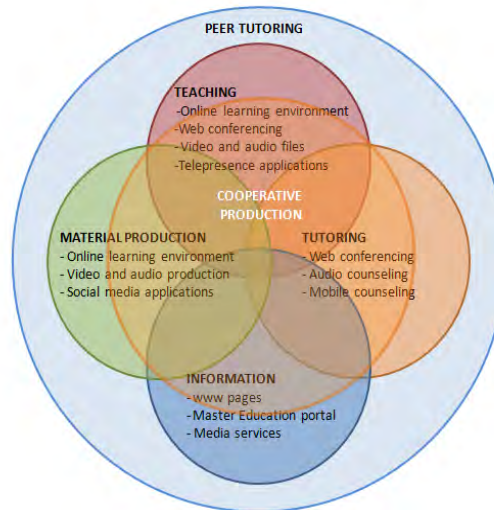 PEER TUTORING
TEACHING
-Online learning environment
-Web conferencing
- Video and audio files
- Telepresence applications
COOPERATIVE
PRODUCTION
MATERIAL PRODUCTION
- Online learning environment
- Video and audio production
- Social media applications
TUTORING
- Web conferencing
- Audio counseling
- Mobile counseling
INFORMATION
- www pages
- Master Education portal
- Media services